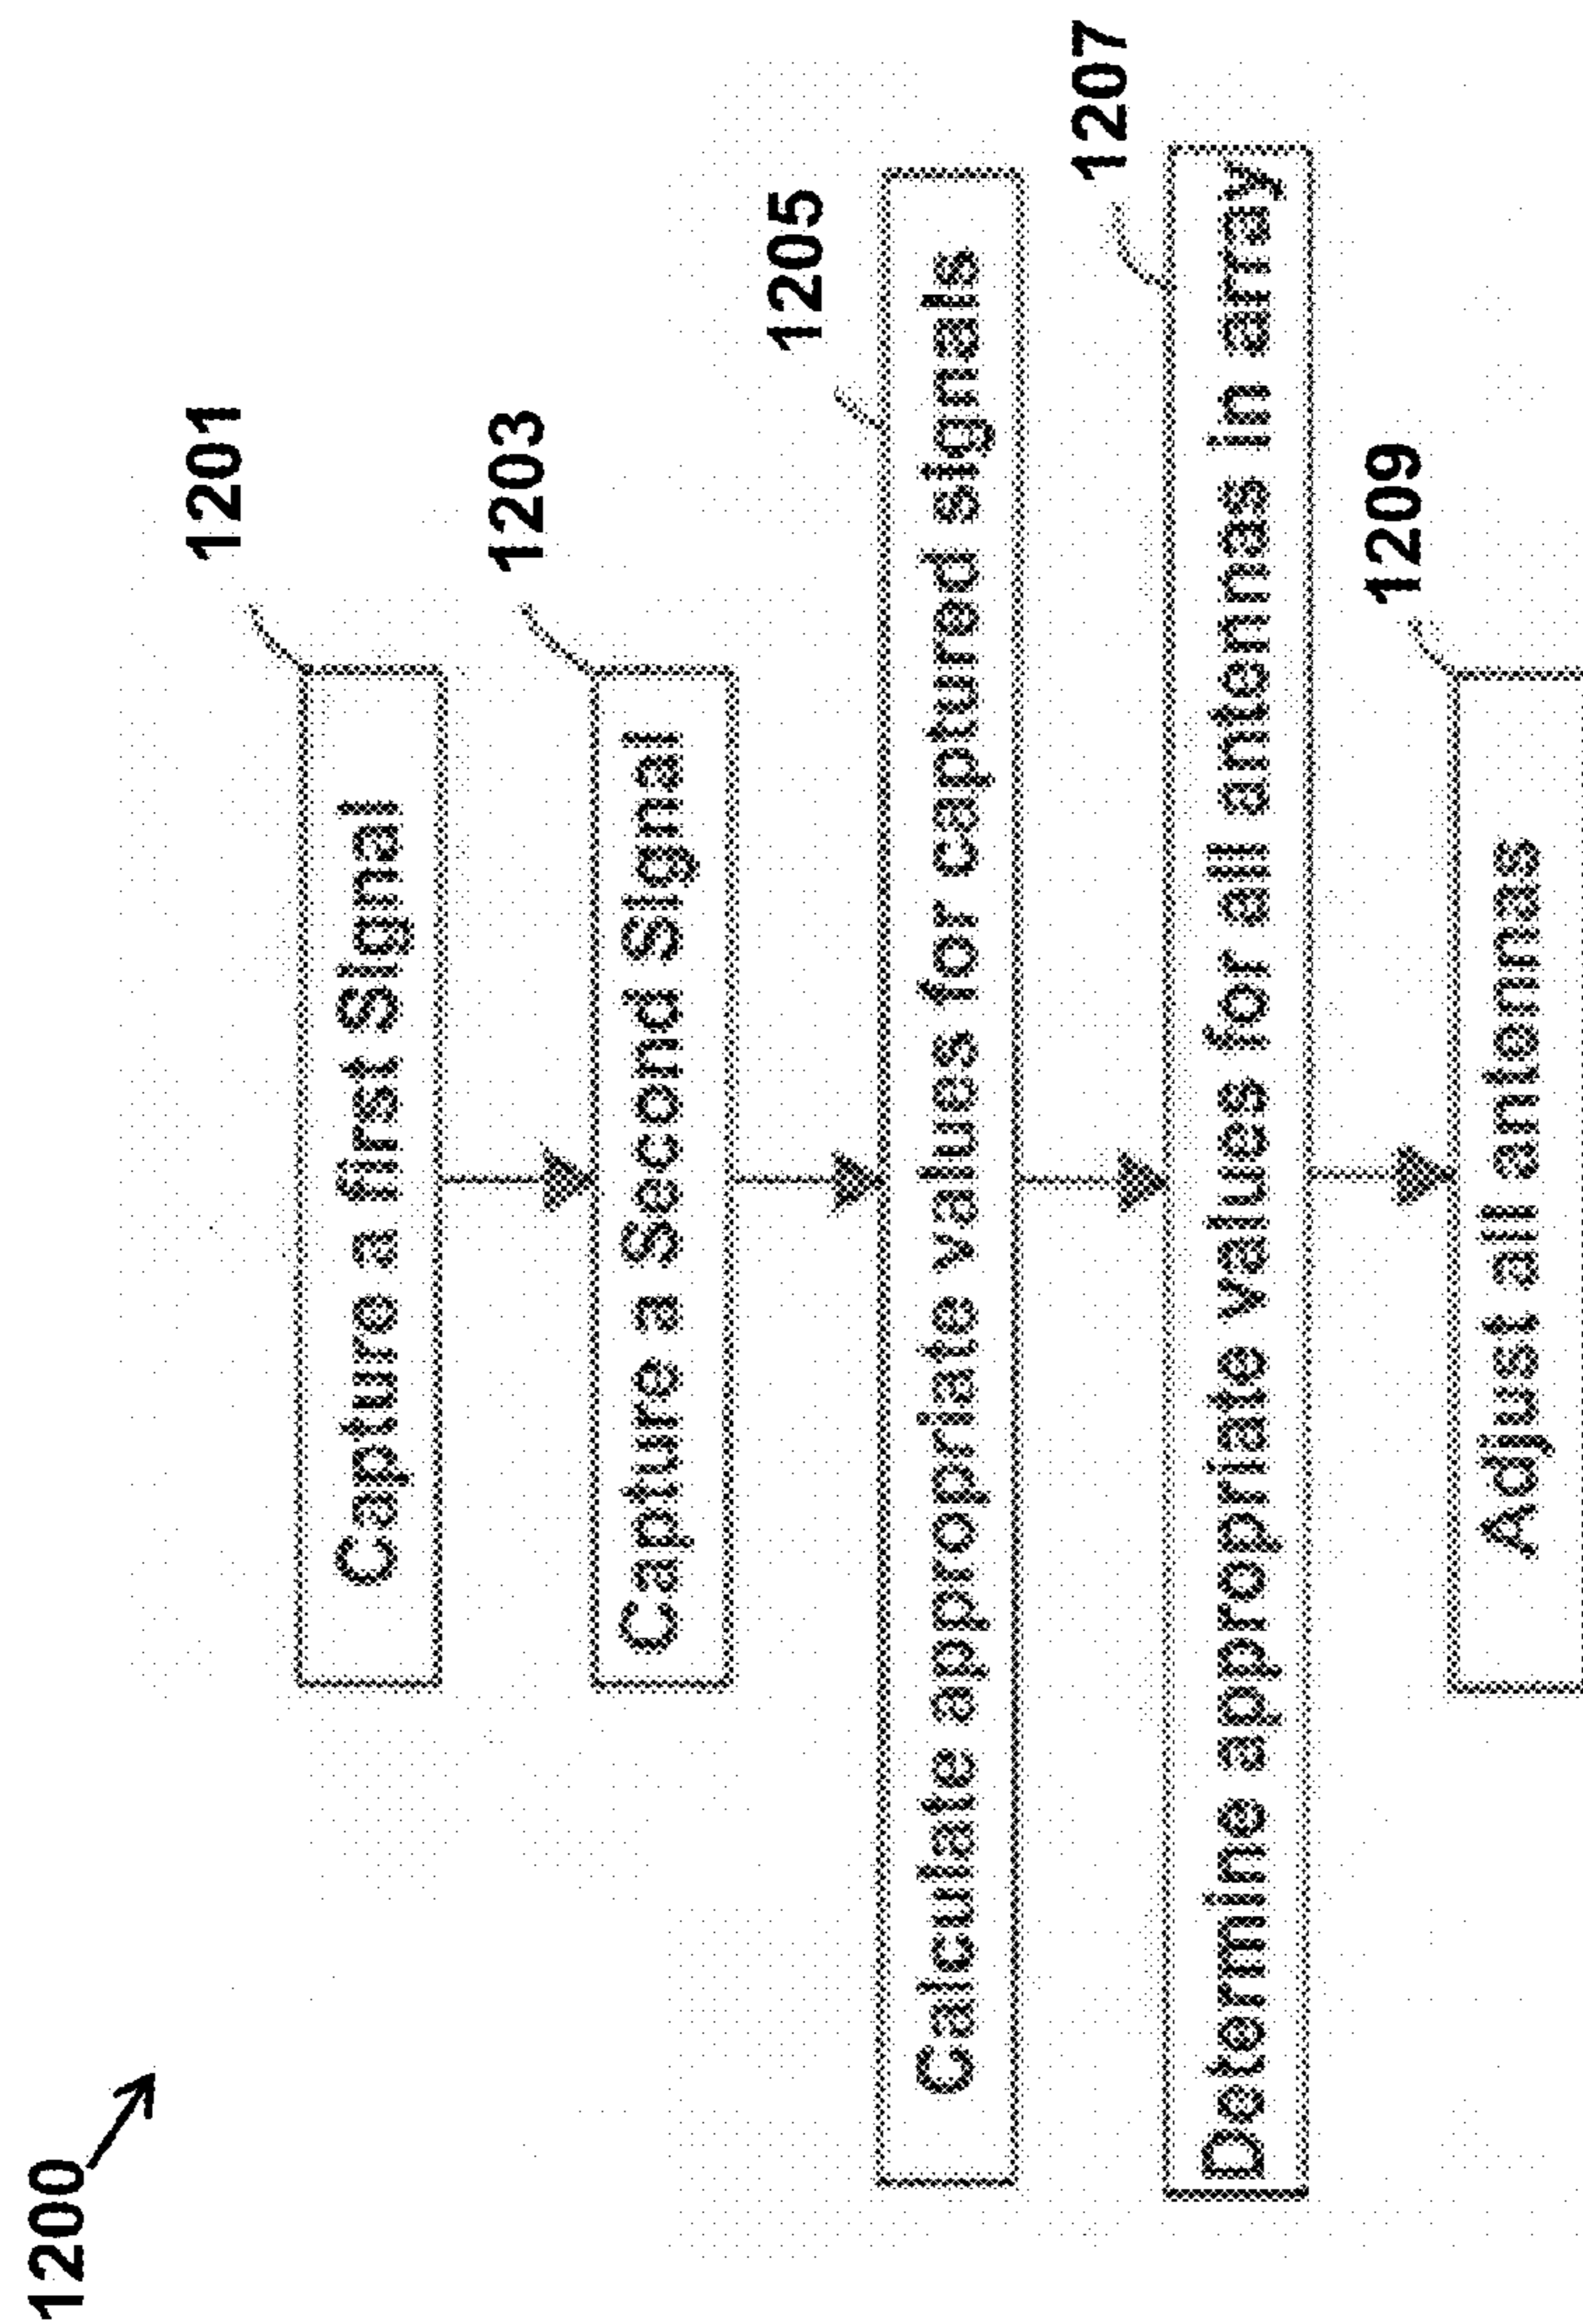 1200
1201
Capture a first Signal
1203
Capture a Second Signal
1205
Calculate appropriate values for captured signals
1207
Determine appropriate values for all antennas in array
1209
Adjust all antennas